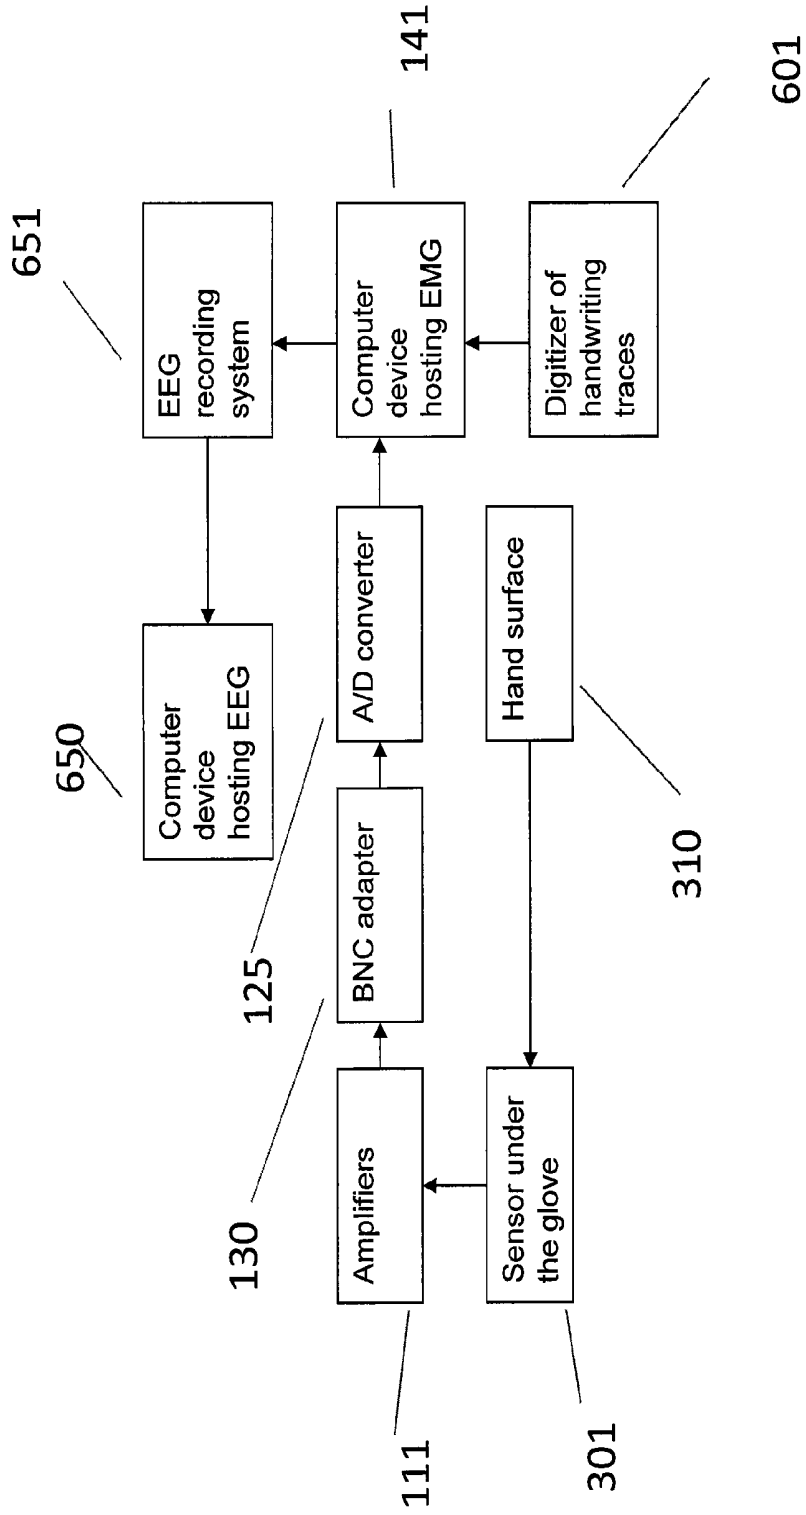 651
141
601
650
Computer
device
hosting EEG
EEG
recording
system
125
130
Amplifiers
BNC adapter
A/D converter
Computer
device
hosting EMG
111
Sensor under
the glove
Hand surface
Digitizer of
handwriting
traces
301
310